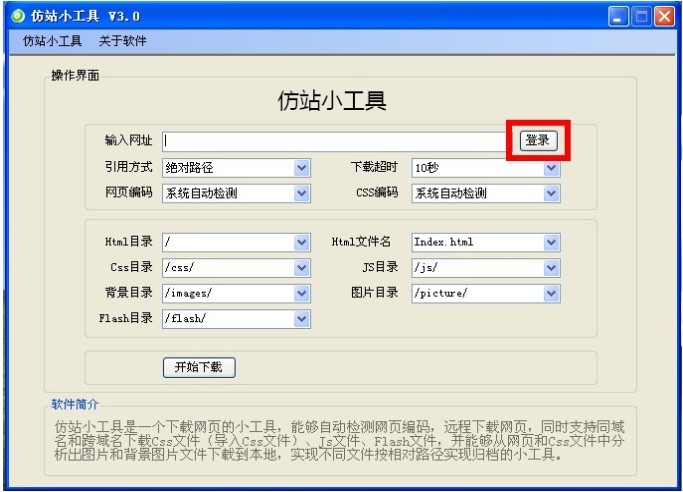 仿站小工具 V3.0
仿站小工具 关于软件
操作界面
仿站小工具
输入网址 登录
引用方式 绝对路径 下载超时 10秒
网页编码 系统自动检测 CSS编码 系统自动检测
Html目录 / Html文件名 Index.html
Css目录 /css/ JS目录 /js/
背景目录 /images/ 图片目录 /picture/
Flash目录 /flash/
开始下载
软件简介
仿站小工具是一个下载网页的小工具，能够自动检测网页编码，远程下载网页，同时支持同域
名和跨域名下载Css文件（导入Css文件）、Js文件、Flash文件，并能够从网页和Css文件中分
析出图片和背景图片文件下载到本地，实现不同文件按相对路径实现归档的小工具。